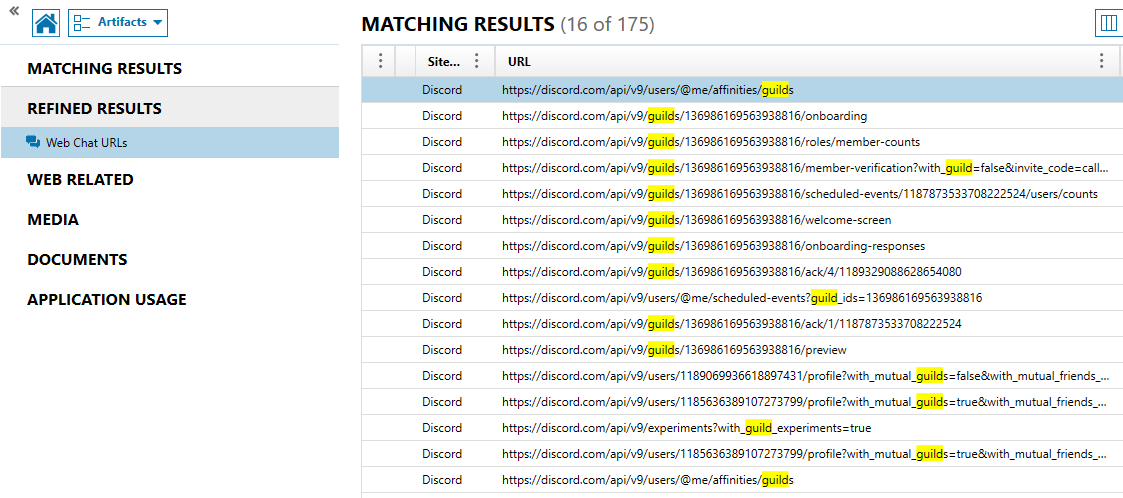 «
Artifacts
MATCHING RESULTS
REFINED RESULTS
Web Chat URLs
WEB RELATED
MEDIA
DOCUMENTS
APPLICATION USAGE
MATCHING RESULTS (16 of 175)
Site... URL
Discord https://discord.com/api/v9/users/@me/affinities/guilds
Discord https://discord.com/api/v9/guilds/136986169563938816/onboarding
Discord https://discord.com/api/v9/guilds/136986169563938816/roles/member-counts
Discord https://discord.com/api/v9/guilds/136986169563938816/member-verification?with_guild=false&invite_code=call...
Discord https://discord.com/api/v9/guilds/136986169563938816/scheduled-events/1187873533708222524/users/counts
Discord https://discord.com/api/v9/guilds/136986169563938816/welcome-screen
Discord https://discord.com/api/v9/guilds/136986169563938816/onboarding-responses
Discord https://discord.com/api/v9/guilds/136986169563938816/ack/4/1189329088628654080
Discord https://discord.com/api/v9/users/@me/scheduled-events?guild_ids=136986169563938816
Discord https://discord.com/api/v9/guilds/136986169563938816/ack/1/1187873533708222524
Discord https://discord.com/api/v9/guilds/136986169563938816/preview
Discord https://discord.com/api/v9/users/1189069936618897431/profile?with_mutual_guilds=false&with_mutual_friends_...
Discord https://discord.com/api/v9/users/1185636389107273799/profile?with_mutual_guilds=true&with_mutual_friends_...
Discord https://discord.com/api/v9/experiments?with_guild_experiments=true
Discord https://discord.com/api/v9/users/1185636389107273799/profile?with_mutual_guilds=true&with_mutual_friends_...
Discord https://discord.com/api/v9/users/@me/affinities/guilds